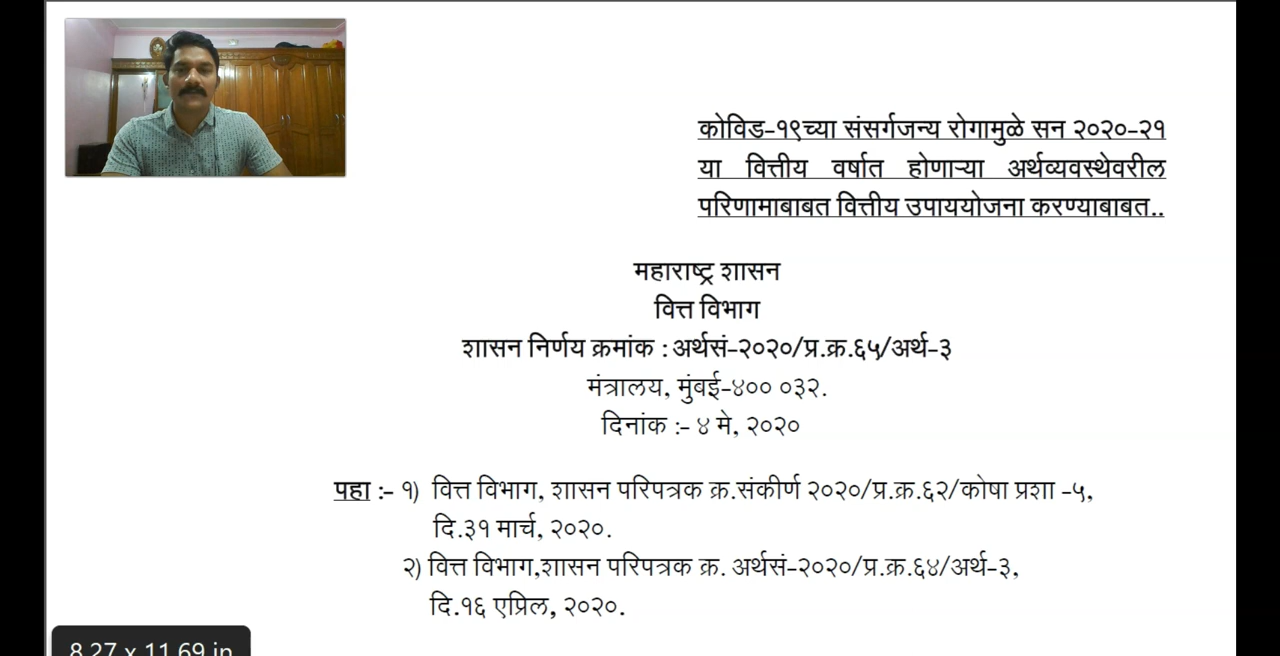 कोविड-१९च्या संसर्गजन्य रोगामुळे सन २०२०-२१
या वित्तीय वर्षात होणाऱ्या अर्थव्यवस्थेवरील
परिणामाबाबत वित्तीय उपाययोजना करण्याबाबत..
महाराष्ट्र शासन
वित्त विभाग
शासन निर्णय क्रमांक : अर्थसं-२०२०/प्र.क्र.६५/अर्थ-३
मंत्रालय, मुंबई-४०० ०३२.
दिनांक :- ४ मे, २०२०
पहा :- १) वित्त विभाग, शासन परिपत्रक क्र.संकीर्ण २०२०/प्र.क्र.६२/कोषा प्रशा -५,
दि.३१ मार्च, २०२०.
२) वित्त विभाग,शासन परिपत्रक क्र. अर्थसं-२०२०/प्र.क्र.६४/अर्थ-३,
दि.१६ एप्रिल, २०२०.
8.27 x 11.69 in